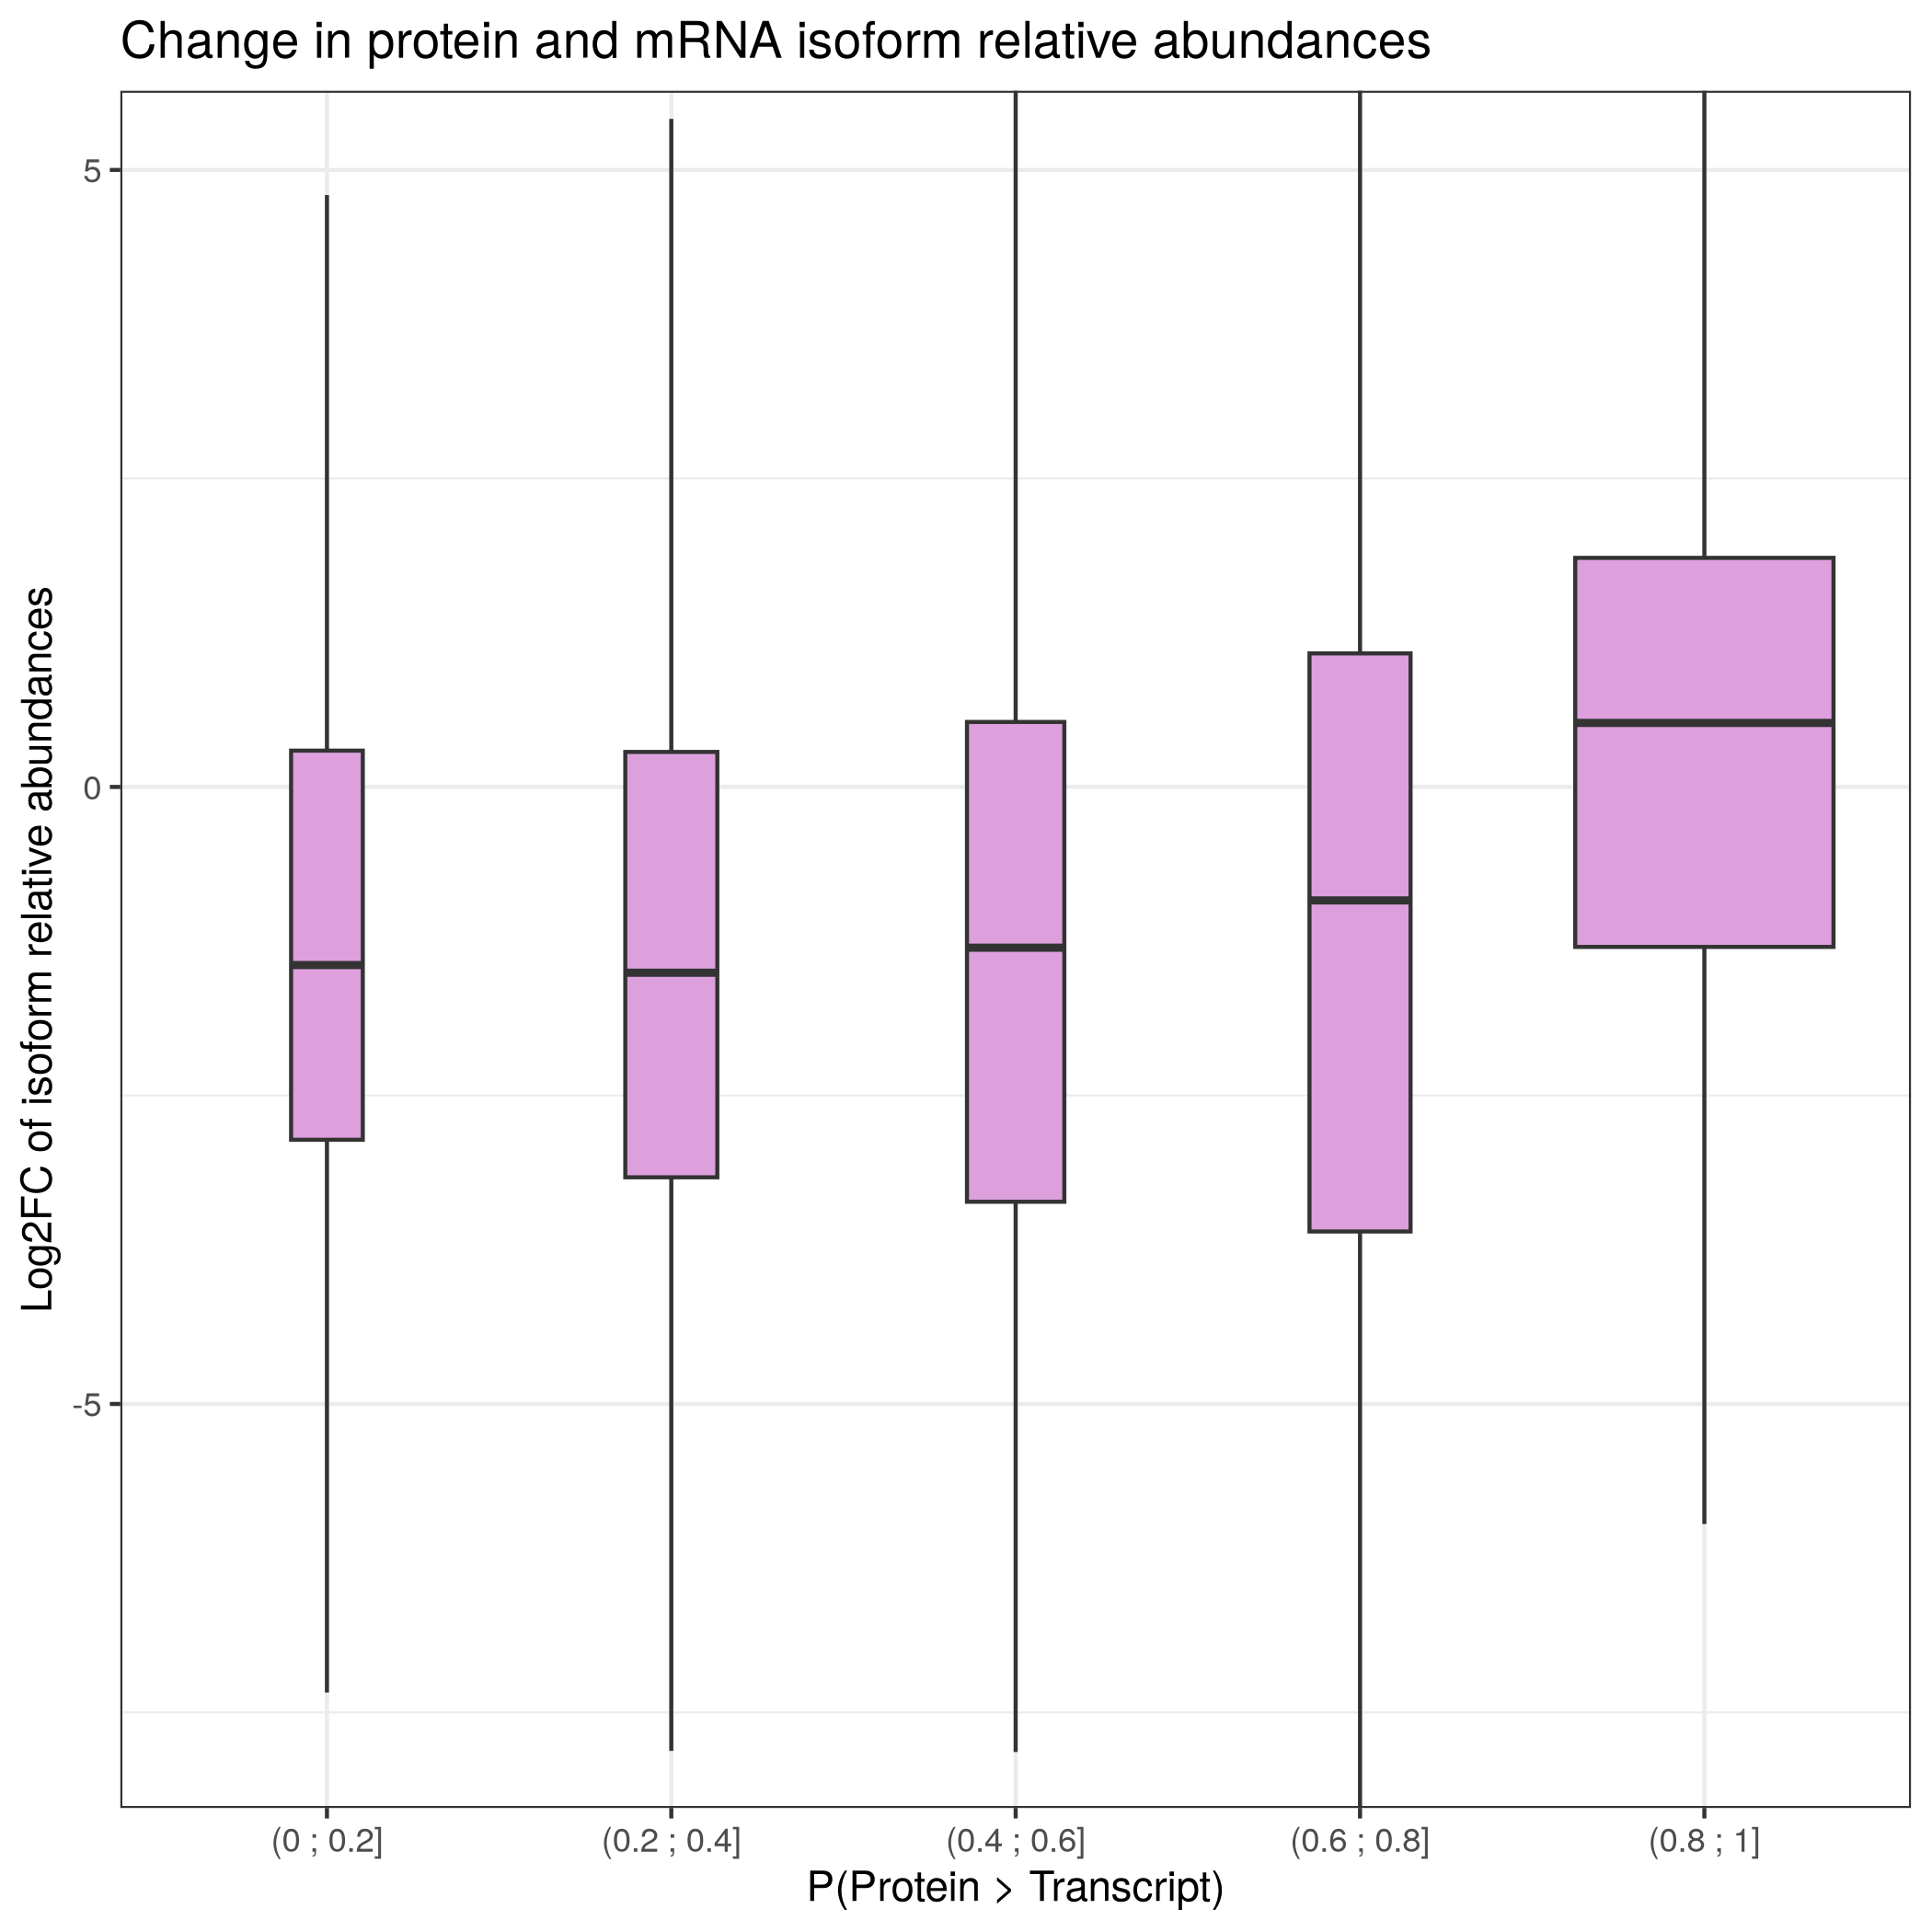 Change in protein and mRNA isoform relative abundances
Log2FC of isoform relative abundances
5
0
-5
(0 ; 0.2]
(0.2 ; 0.4]
(0.4 ; 0.6]
(0.6 ; 0.8]
(0.8 ; 1]
P(Protein > Transcript)